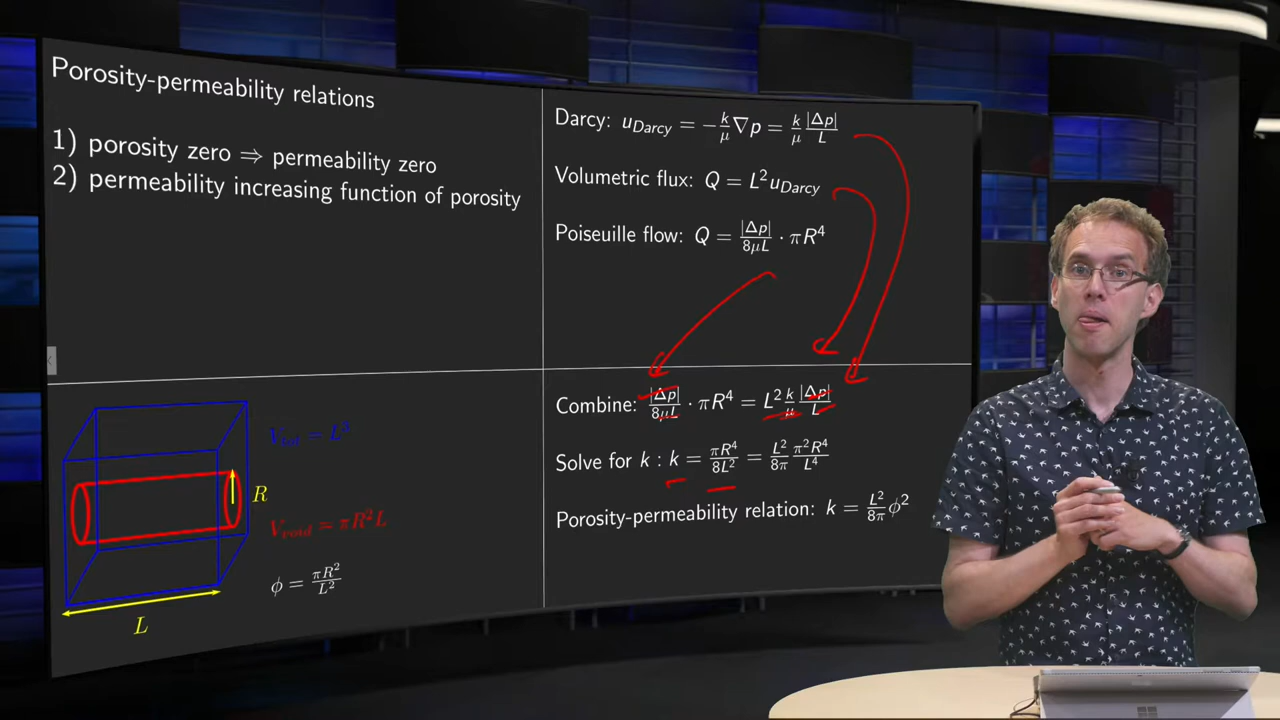 Porosity-permeability relations
1) porosity zero ⇒ permeability zero
2) permeability increasing function of porosity
Darcy: u_Darcy = −k/μ ∇p = k/μ |Δp|/L
Volumetric flux: Q = L² u_Darcy
Poiseuille flow: Q = |Δp|/8μL · πR⁴
Combine: |Δp|/8μL · πR⁴ = L² k/μ |Δp|/L
Solve for k : k = πR⁴/8L² = L²/8π π²R⁴/L⁴
Porosity-permeability relation: k = L²/8π ϕ²
V_tot = L³
R
V_void = πR²L
ϕ = πR²/L²
L